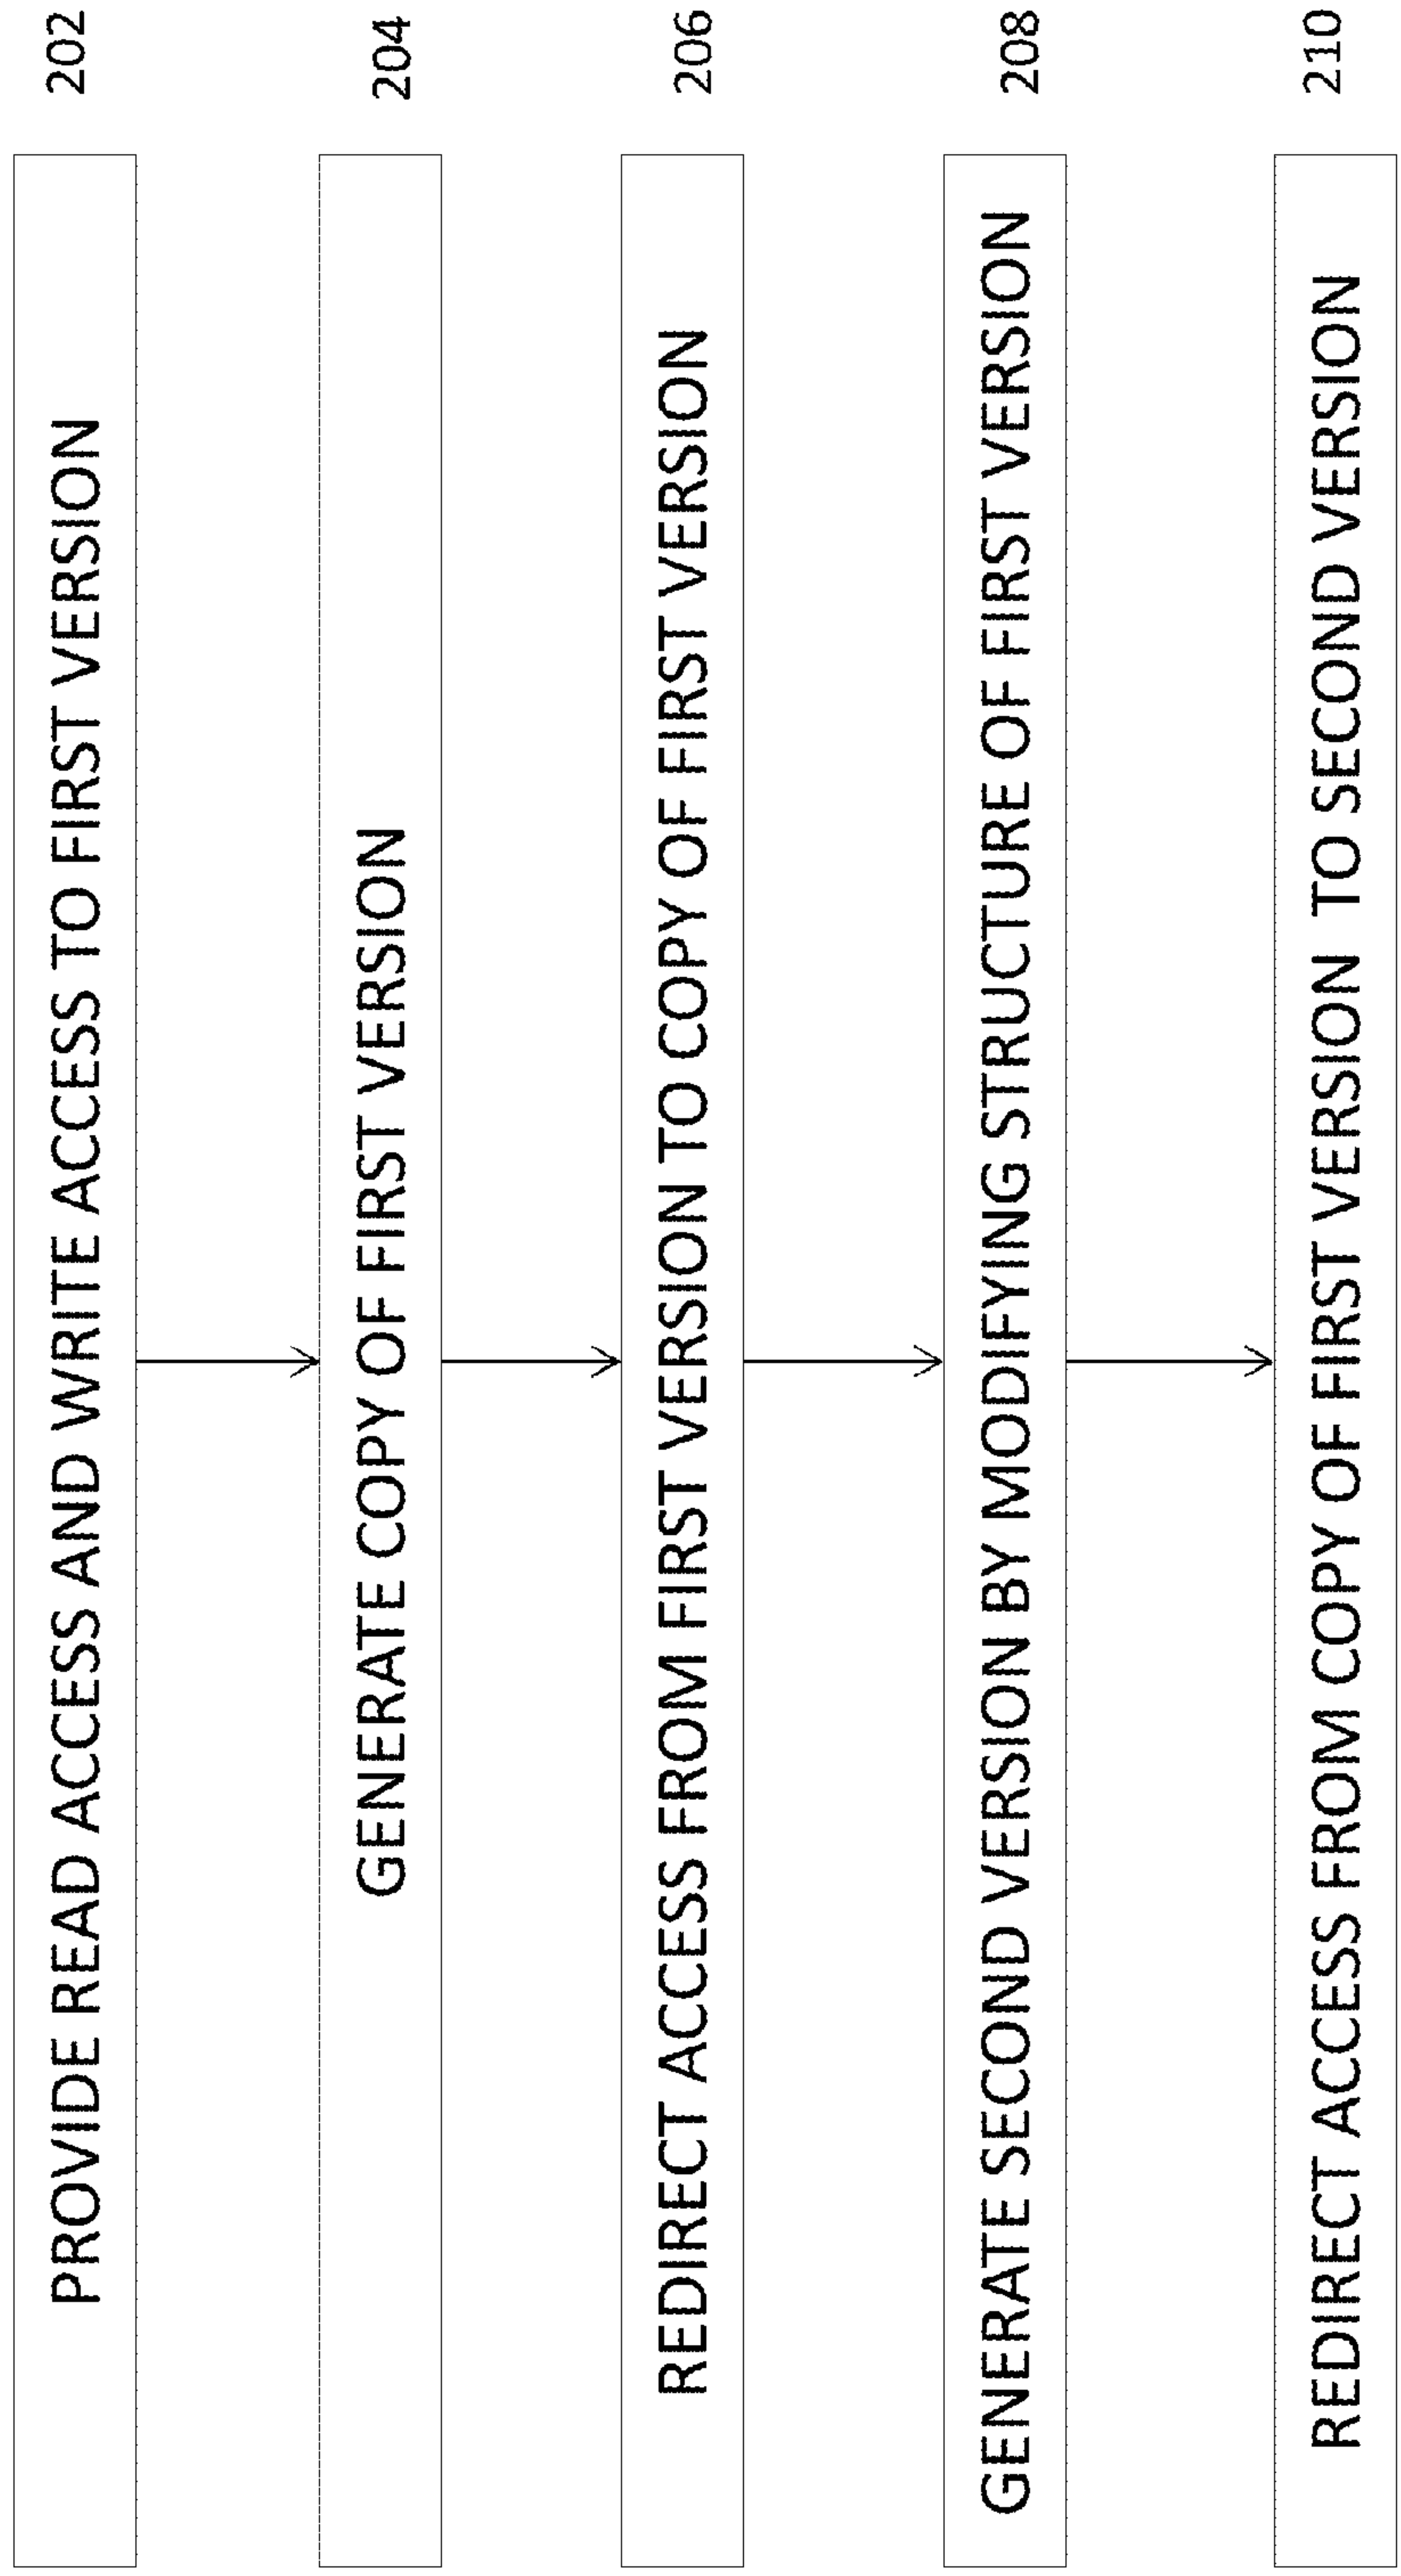 PROVIDE READ ACCESS AND WRITE ACCESS TO FIRST VERSION 202
GENERATE COPY OF FIRST VERSION 204
REDIRECT ACCESS FROM FIRST VERSION TO COPY OF FIRST VERSION 206
GENERATE SECOND VERSION BY MODIFYING STRUCTURE OF FIRST VERSION 208
REDIRECT ACCESS FROM COPY OF FIRST VERSION TO SECOND VERSION 210